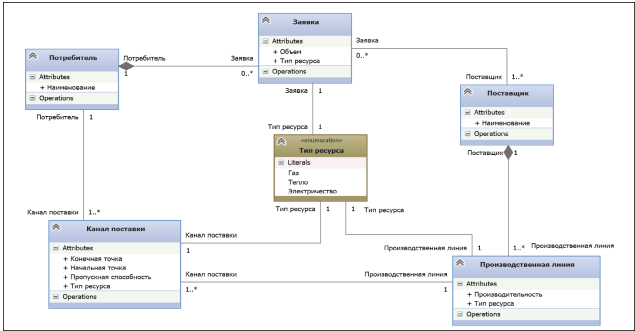 Заявка
Attributes
+ Объем
+ Тип ресурса
Operations
Потребитель
Attributes
+ Наименование
Operations
Потребитель
1
Заявка
0..*
Заявка
0..*
Поставщик
1..*
Поставщик
Attributes
+ Наименование
Operations
Заявка
1
Тип ресурса
1
«enumeration»
Тип ресурса
Literals
Газ
Тепло
Электричество
Потребитель
1
Канал поставки
1..*
Поставщик
1
Производственная линия
1..*
Тип ресурса
1
Канал поставки
1
Тип ресурса
1
Производственная линия
1
Канал поставки
Attributes
+ Конечная точка
+ Начальная точка
+ Пропускная способность
+ Тип ресурса
Operations
Канал поставки
1..*
Производственная линия
1
Производственная линия
Attributes
+ Производительность
+ Тип ресурса
Operations